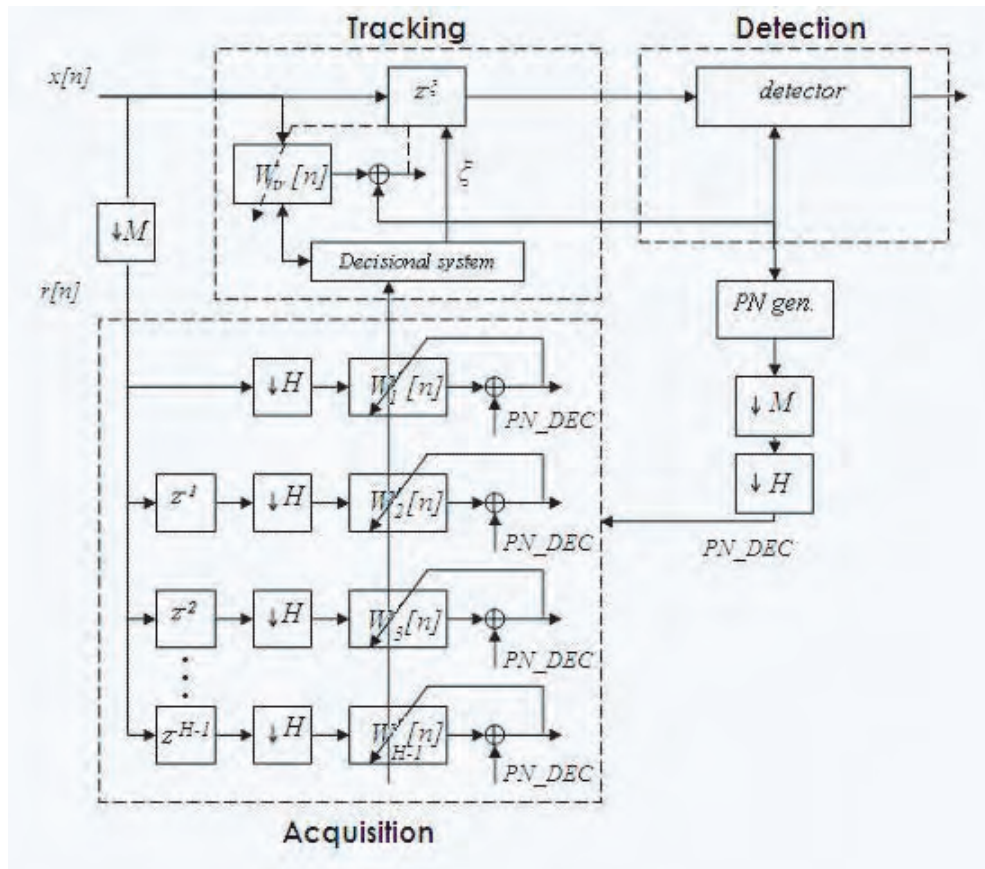 Tracking
Detection
x[n]
z^-ξ
detector
W_tr[n]
ξ
↓M
Decisional system
r[n]
PN gen.
↓H
W_1[n]
↓M
PN_DEC
↓H
z^-1
↓H
W_2[n]
PN_DEC
PN_DEC
z^-2
↓H
W_3[n]
PN_DEC
z^-H-1
↓H
W_H-1[n]
PN_DEC
Acquisition